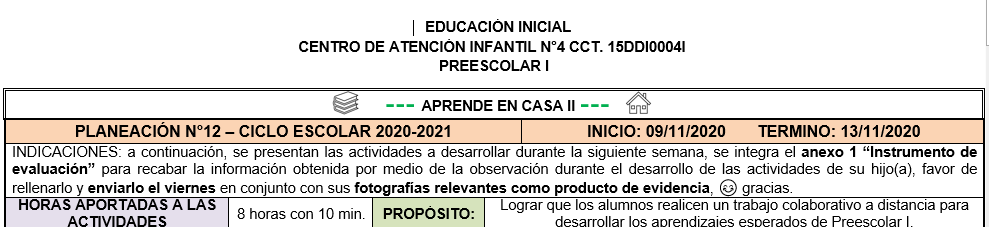 EDUCACIÓN INICIAL
CENTRO DE ATENCIÓN INFANTIL N°4 CCT. 15DDI0004I
PREESCOLAR I
--- APRENDE EN CASA II ---
PLANEACIÓN N°12 – CICLO ESCOLAR 2020-2021 INICIO: 09/11/2020 TERMINO: 13/11/2020
INDICACIONES: a continuación, se presentan las actividades a desarrollar durante la siguiente semana, se integra el anexo 1 “Instrumento de
evaluación” para recabar la información obtenida por medio de la observación durante el desarrollo de las actividades de su hijo(a), favor de
rellenarlo y enviarlo el viernes en conjunto con sus fotografías relevantes como producto de evidencia, 😊 gracias.
HORAS APORTADAS A LAS
ACTIVIDADES
8 horas con 10 min.
PROPÓSITO:
Lograr que los alumnos realicen un trabajo colaborativo a distancia para
desarrollar los aprendizajes esperados de Preescolar I.